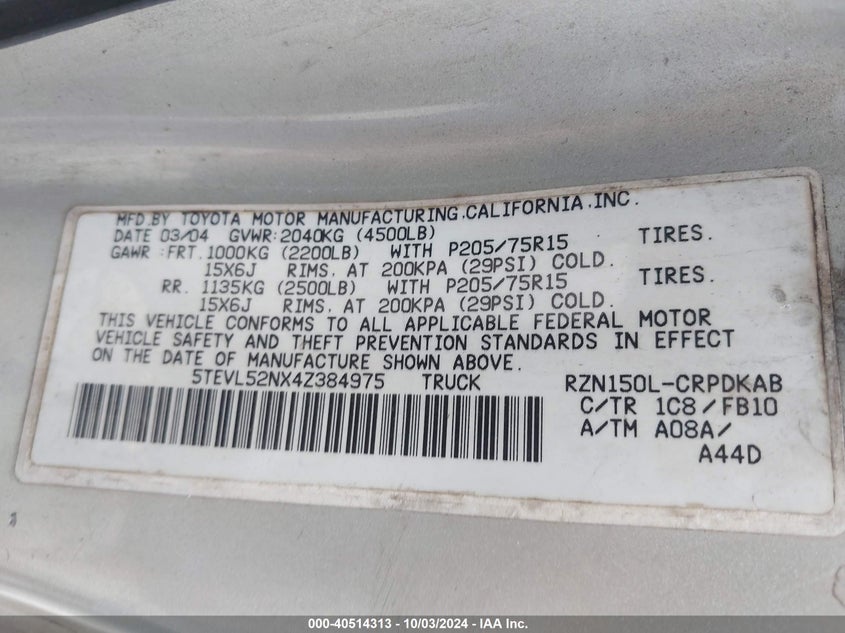 MFD.BY TOYOTA MOTOR MANUFACTURING.CALIFORNIA.INC.
DATE 03/04 GVWR:2040KG (4500LB)
GAWR:FRT.1000KG (2200LB) WITH P205/75R15 TIRES.
15X6J RIMS. AT 200KPA (29PSI) COLD.
RR. 1135KG (2500LB) WITH P205/75R15 TIRES.
15X6J RIMS. AT 200KPA (29PSI) COLD.
THIS VEHICLE CONFORMS TO ALL APPLICABLE FEDERAL MOTOR
VEHICLE SAFETY AND THEFT PREVENTION STANDARDS IN EFFECT
ON THE DATE OF MANUFACTURE SHOWN ABOVE.
5TEVL52NX4Z384975 TRUCK RZN150L-CRPDKAB
C/TR 1C8/FB10
A/TM A08A/
A44D
000-40514313 - 10/03/2024 - IAA Inc.